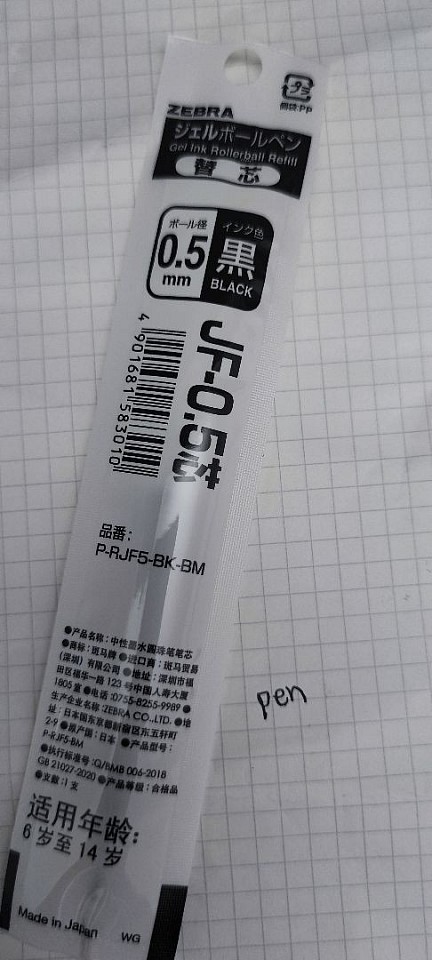 プラ
個袋:PP
ZEBRA
ジェルボールペン
Gel Ink Rollerball Refill
替 芯
ボール径
0.5
mm
インク色
黒
BLACK
JF-0.5芯
4 901681 583010
品番:
P-RJF5-BK-BM
●产品名称:中性墨水圆珠笔笔芯
●商标:斑马牌 ●进口商:斑马贸易
(深圳)有限公司 ●地址:深圳市福
田区福华一路 123 号中国人寿大厦
1805 室 ●电话:0755-8255-9989 ●
生产企业名称:ZEBRA CO.,LTD. ●地
址:日本国东京都新宿区东五轩町
2-9 ●原产国:日本 ●产品型号:
P-RJF5-BM
●执行标准号:Q/BMB 006-2018
GB 21027-2020 ●产品等级:合格品
●支数:1 支
适用年龄:
6 岁至 14 岁
Made in Japan WG
pen